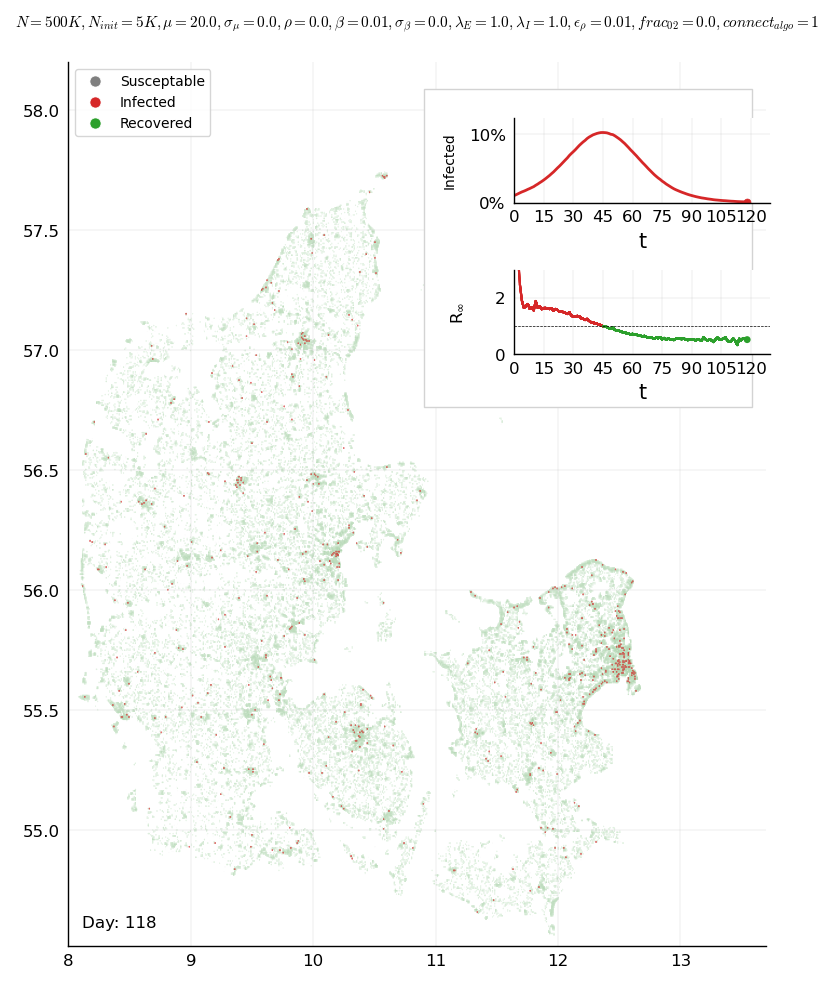 N = 500K, N_init = 5K, μ = 20.0, σ_μ = 0.0, ρ = 0.0, β = 0.01, σ_β = 0.0, λ_E = 1.0, λ_I = 1.0, ϵ_ρ = 0.01, frac_02 = 0.0, connect_algo = 1
Susceptable
Infected
Recovered
Infected
10%
0%
0 15 30 45 60 75 90 105 120
t
R∞
2
0
0 15 30 45 60 75 90 105 120
t
58.0
57.5
57.0
56.5
56.0
55.5
55.0
Day: 118
8 9 10 11 12 13